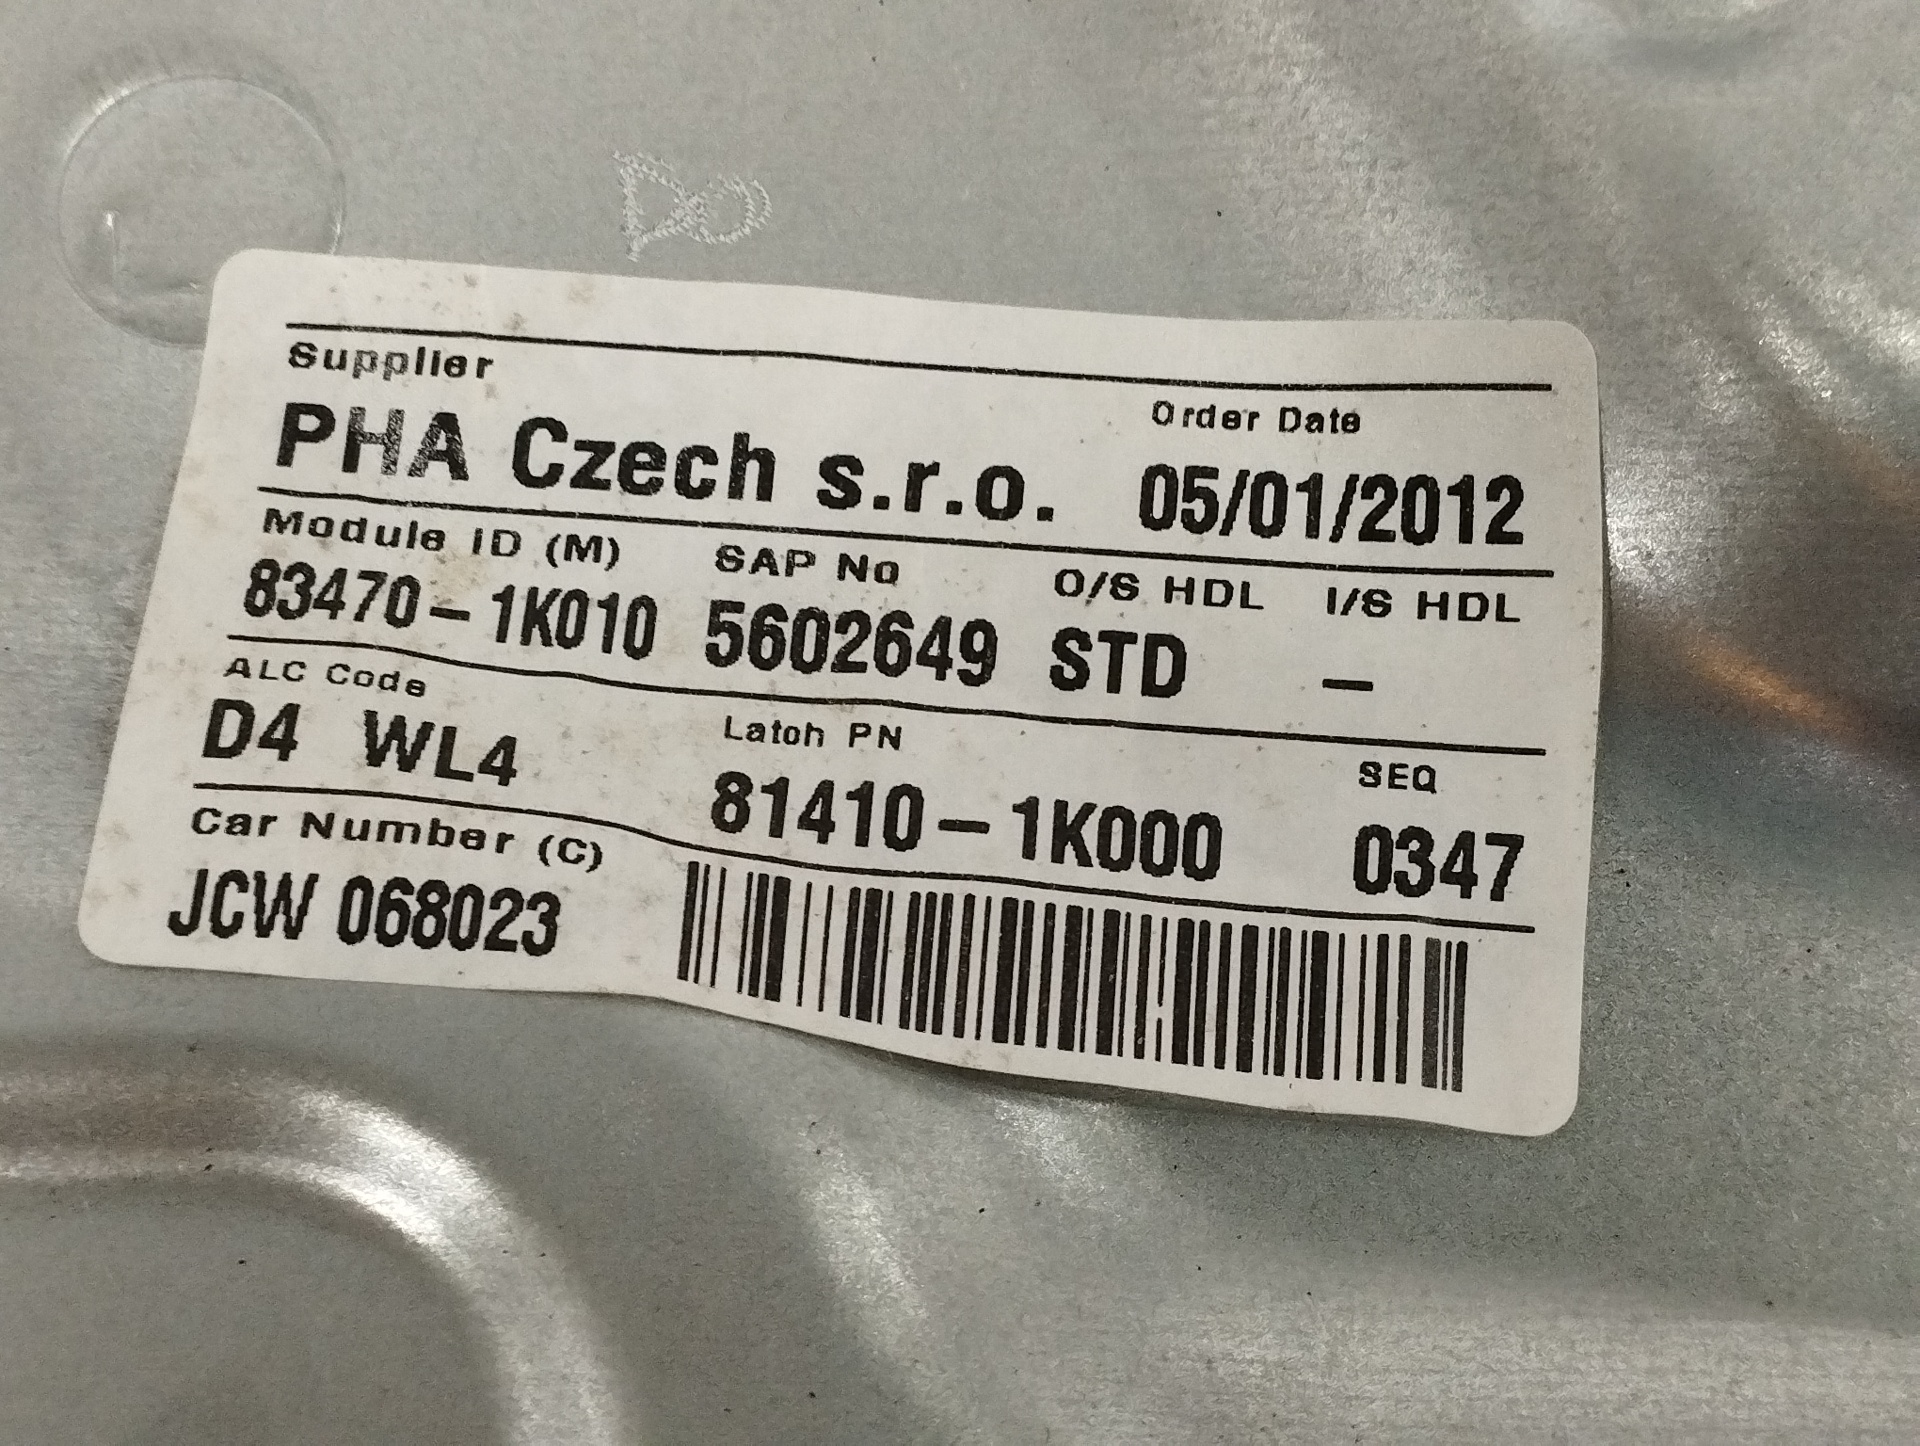 Supplier
Order Date
PHA Czech s.r.o. 05/01/2012
Module ID (M) SAP No O/S HDL I/S HDL
83470-1K010 5602649 STD -
ALC Code Latch PN SEQ
D4 WL4 81410-1K000 0347
Car Number (C)
JCW 068023